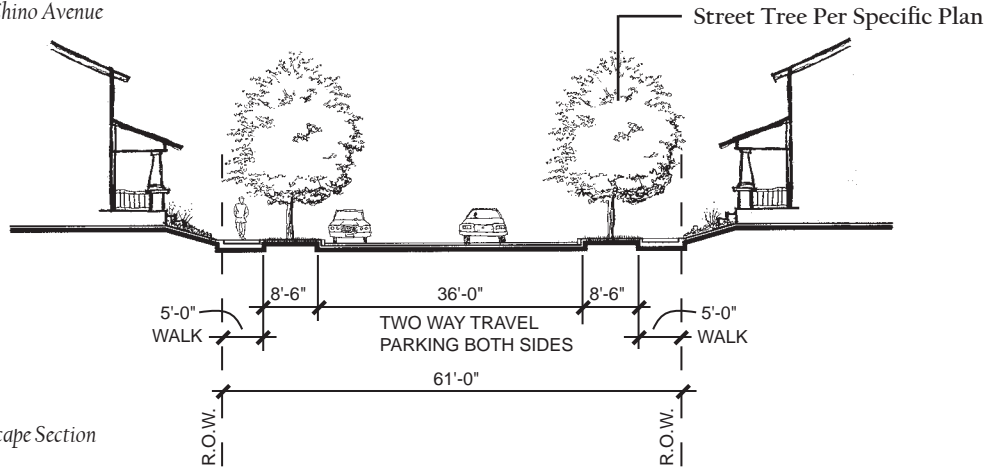 hino Avenue
Street Tree Per Specific Plan
8'-6" 36'-0" 8'-6"
5'-0" TWO WAY TRAVEL 5'-0"
WALK PARKING BOTH SIDES WALK
61'-0"
R.O.W. R.O.W.
cape Section